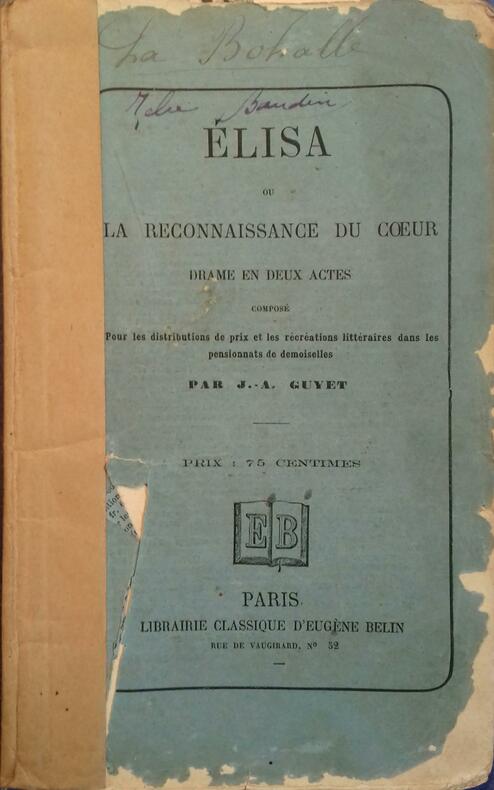 La Bohalle
Baudin
ÉLISA
OU
LA RECONNAISSANCE DU CŒUR
DRAME EN DEUX ACTES
COMPOSÉ
Pour les distributions de prix et les récréations littéraires dans les
pensionnats de demoiselles
PAR J.-A. GUYET
PRIX : 75 CENTIMES
EB
PARIS
LIBRAIRIE CLASSIQUE D'EUGÈNE BELIN
RUE DE VAUGIRARD, Nº 52